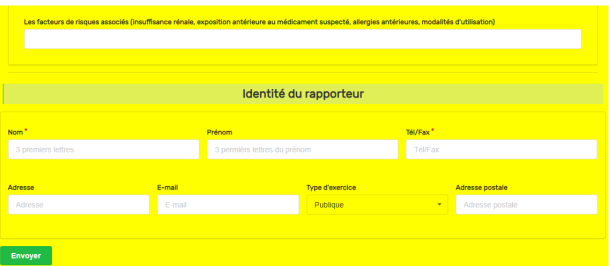 Les facteurs de risques associés (insuffisance rénale, exposition antérieure au médicament suspecté, allergies antérieures, modalités d'utilisation)
Identité du rapporteur
Nom * Prénom Tél/Fax *
3 premiers lettres 3 permièrs lettres du prénom Tél/Fax
Adresse E-mail Type d'exercice Adresse postale
Adresse E-mail Publique Adresse postale
Envoyer